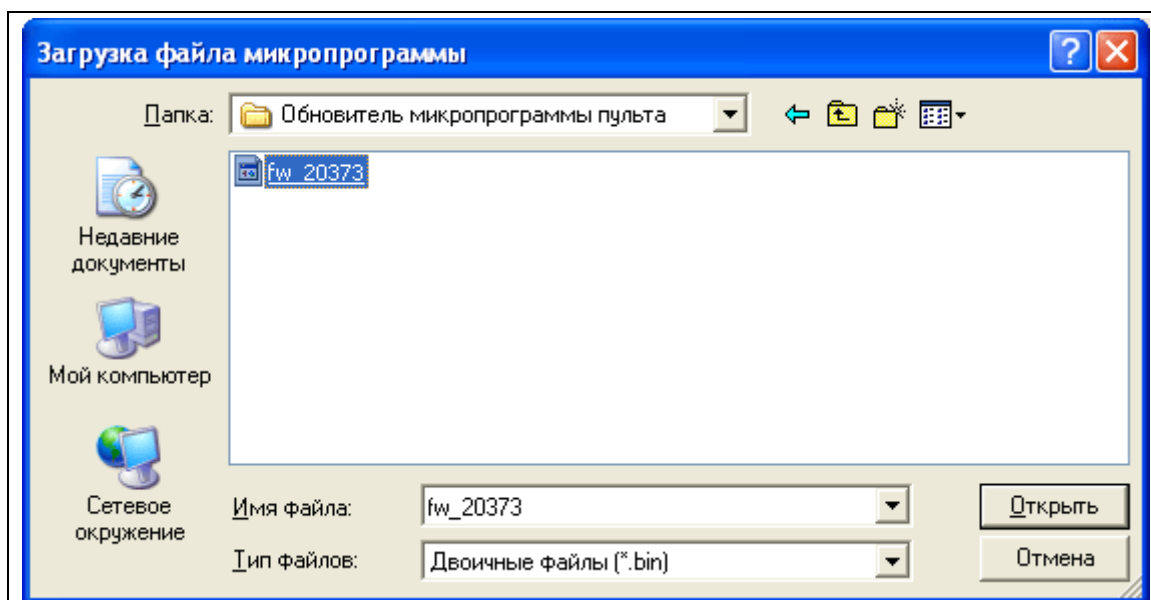 Загрузка файла микропрограммы
Папка: Обновитель микропрограммы пульта
fw_20373
Недавние
документы
Мой компьютер
Сетевое
окружение
Имя файла: fw_20373 Открыть
Тип файлов: Двоичные файлы (*.bin) Отмена